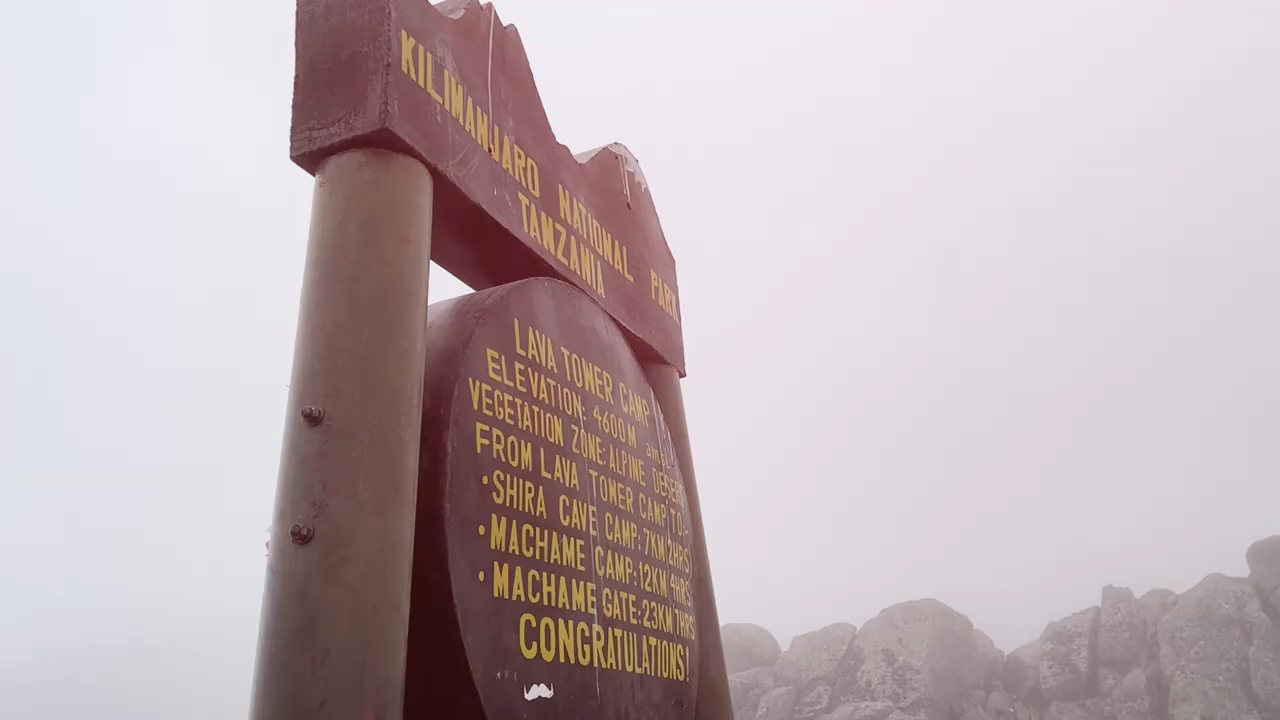 KILIMANJARO NATIONAL PARK
TANZANIA
LAVA TOWER CAMP
ELEVATION: 4600M amsl
VEGETATION ZONE: ALPINE DESERT
FROM LAVA TOWER CAMP TO:-
•SHIRA CAVE CAMP: 7KM 2HRS
•MACHAME CAMP: 12KM 4HRS
•MACHAME GATE: 23KM 7HRS
CONGRATULATIONS!